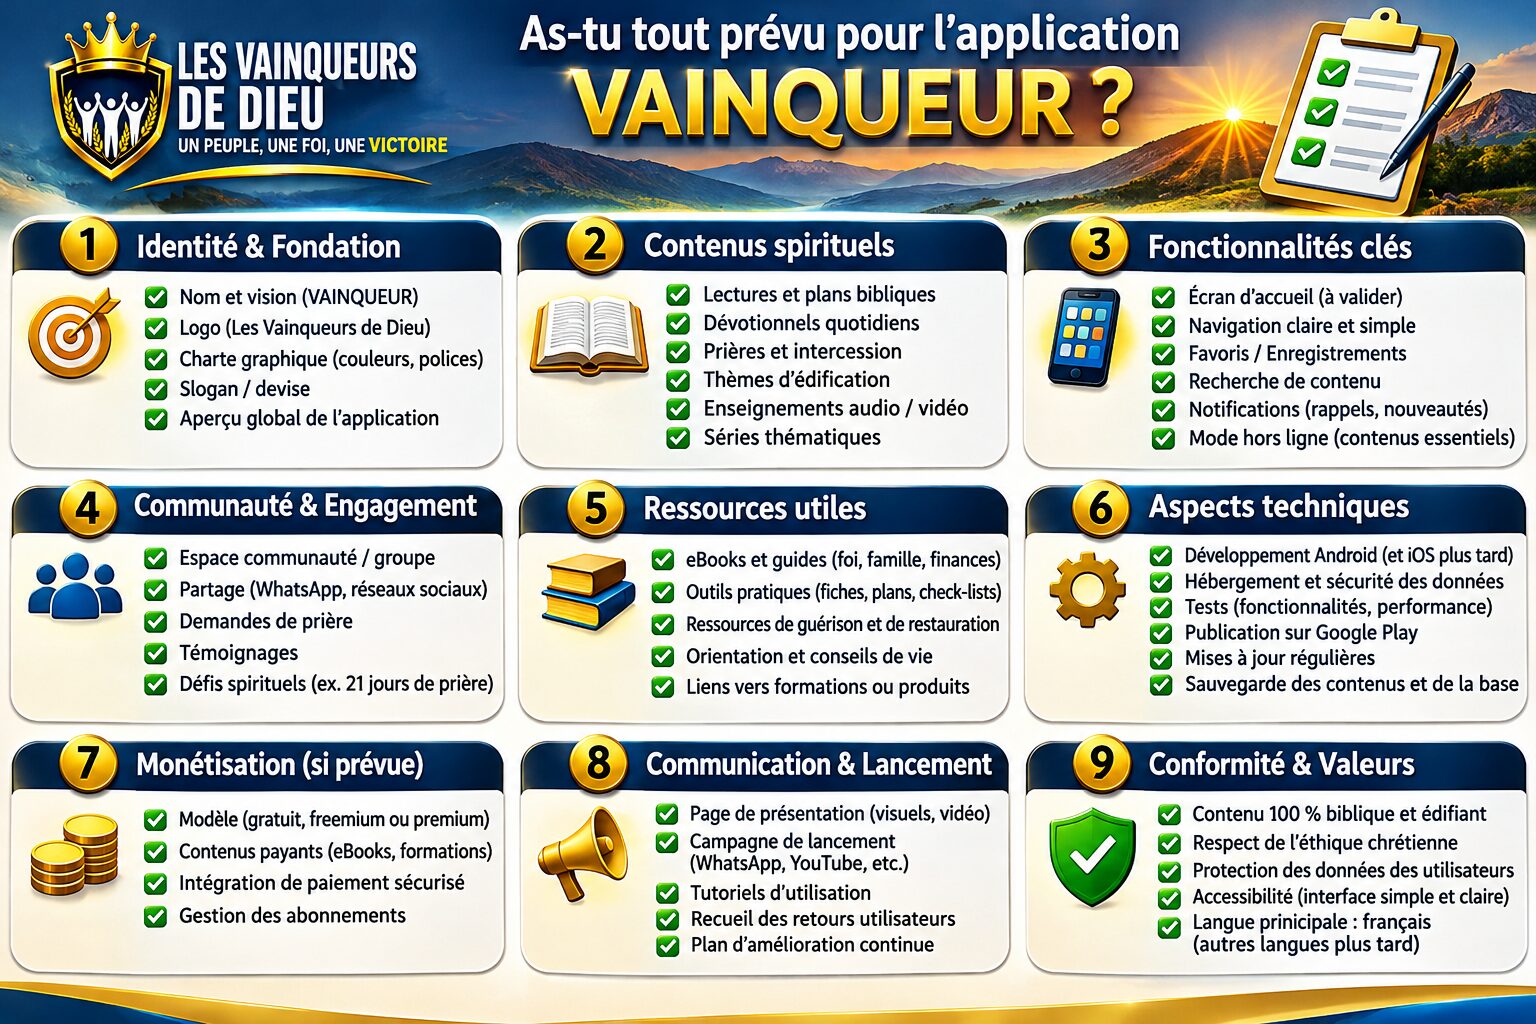 LES VAINQUEURS
DE DIEU
UN PEUPLE, UNE FOI, UNE VICTOIRE
As-tu tout prévu pour l'application
VAINQUEUR ?
1 Identité & Fondation
Nom et vision (VAINQUEUR)
Logo (Les Vainqueurs de Dieu)
Charte graphique (couleurs, polices)
Slogan / devise
Aperçu global de l'application
2 Contenus spirituels
Lectures et plans bibliques
Dévotionnels quotidiens
Prières et intercession
Thèmes d'édification
Enseignements audio / vidéo
Séries thématiques
3 Fonctionnalités clés
Écran d'accueil (à valider)
Navigation claire et simple
Favoris / Enregistrements
Recherche de contenu
Notifications (rappels, nouveautés)
Mode hors ligne (contenus essentiels)
4 Communauté & Engagement
Espace communauté / groupe
Partage (WhatsApp, réseaux sociaux)
Demandes de prière
Témoignages
Défis spirituels (ex. 21 jours de prière)
5 Ressources utiles
eBooks et guides (foi, famille, finances)
Outils pratiques (fiches, plans, check-lists)
Ressources de guérison et de restauration
Orientation et conseils de vie
Liens vers formations ou produits
6 Aspects techniques
Développement Android (et iOS plus tard)
Hébergement et sécurité des données
Tests (fonctionnalités, performance)
Publication sur Google Play
Mises à jour régulières
Sauvegarde des contenus et de la base
7 Monétisation (si prévue)
Modèle (gratuit, freemium ou premium)
Contenus payants (eBooks, formations)
Intégration de paiement sécurisé
Gestion des abonnements
8 Communication & Lancement
Page de présentation (visuels, vidéo)
Campagne de lancement
(WhatsApp, YouTube, etc.)
Tutoriels d'utilisation
Recueil des retours utilisateurs
Plan d'amélioration continue
9 Conformité & Valeurs
Contenu 100 % biblique et édifiant
Respect de l'éthique chrétienne
Protection des données des utilisateurs
Accessibilité (interface simple et claire)
Langue prinicipale : français
(autres langues plus tard)